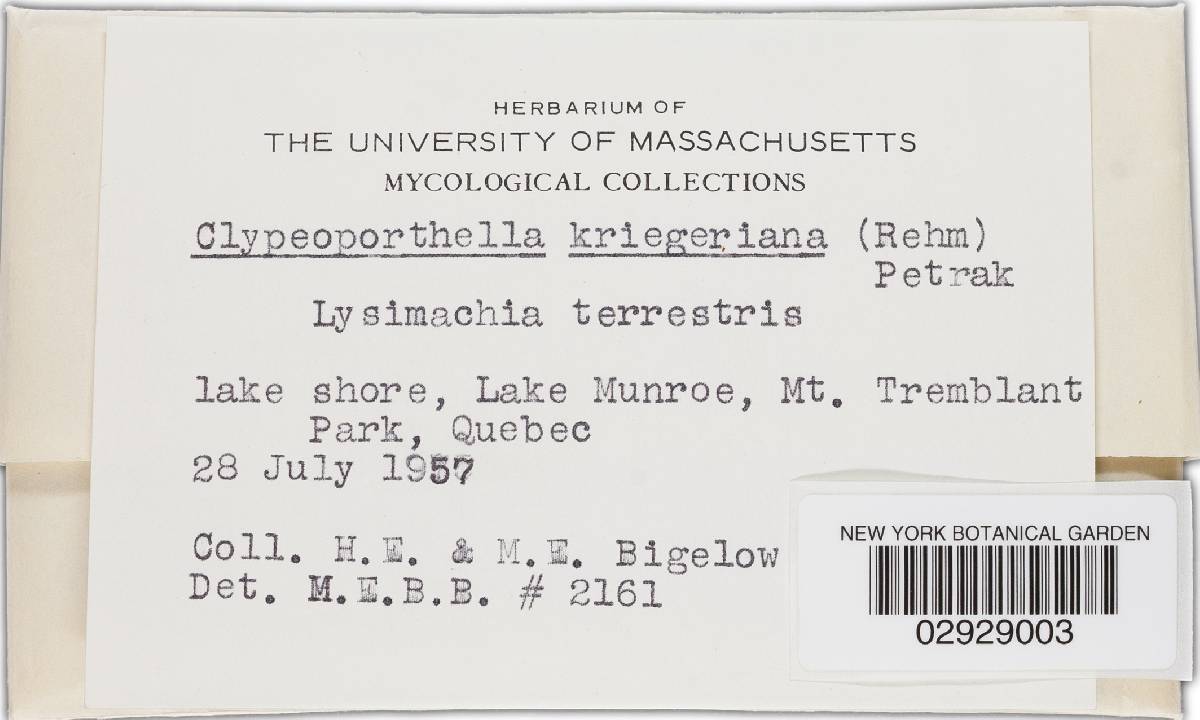 HERBARIUM OF
THE UNIVERSITY OF MASSACHUSETTS
MYCOLOGICAL COLLECTIONS
Clypeoporthella kriegeriana (Rehm)
Petrak
Lysimachia terrestris
lake shore, Lake Munroe, Mt. Tremblant
Park, Quebec
28 July 1957
Coll. H.E. & M.E. Bigelow
Det. M.E.B.B. # 2161
NEW YORK BOTANICAL GARDEN
02929003